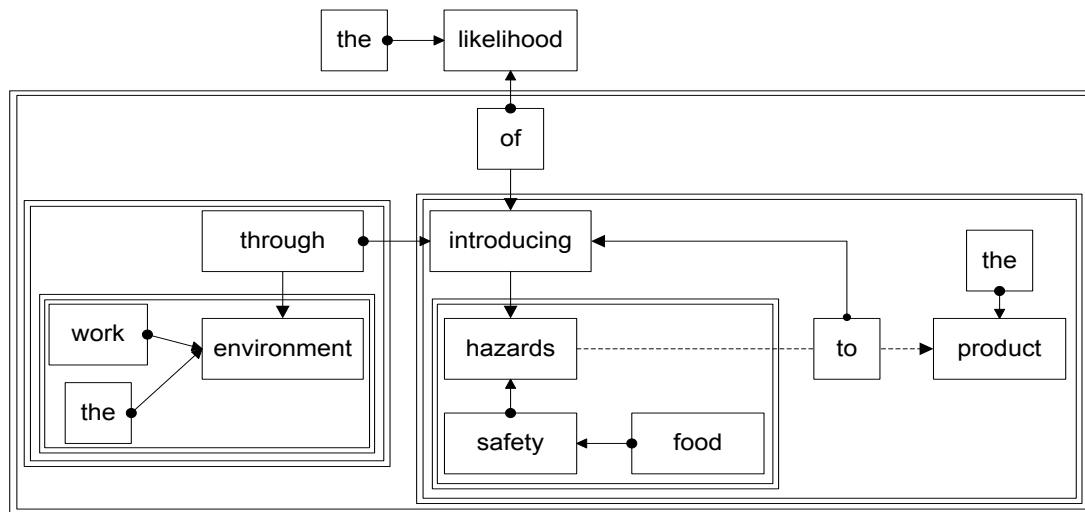 the likelihood
of
through introducing
the
work environment hazards to product
the
safety food